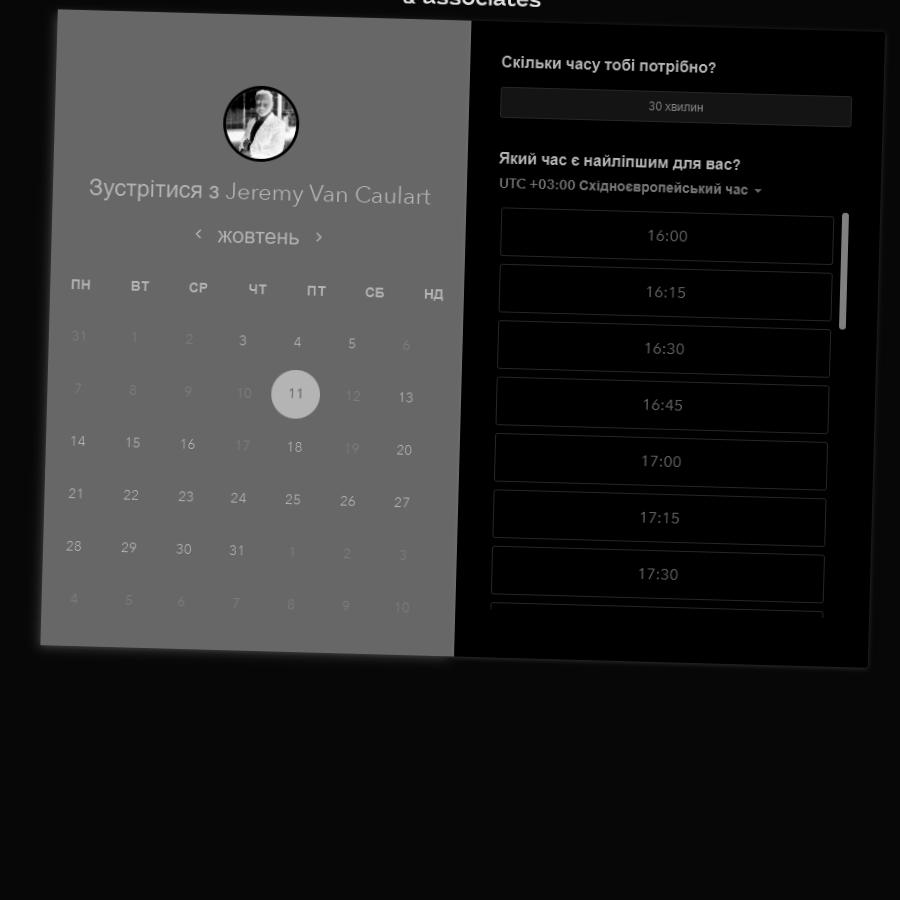 & associates
Зустрітися з Jeremy Van Caulart
жовтень
ПН ВТ СР ЧТ ПТ СБ НД
31 1 2 3 4 5 6
7 8 9 10 11 12 13
14 15 16 17 18 19 20
21 22 23 24 25 26 27
28 29 30 31 1 2 3
4 5 6 7 8 9 10
Скільки часу тобі потрібно?
30 хвилин
Який час є найліпшим для вас?
UTC +03:00 Східноєвропейський час
16:00
16:15
16:30
16:45
17:00
17:15
17:30